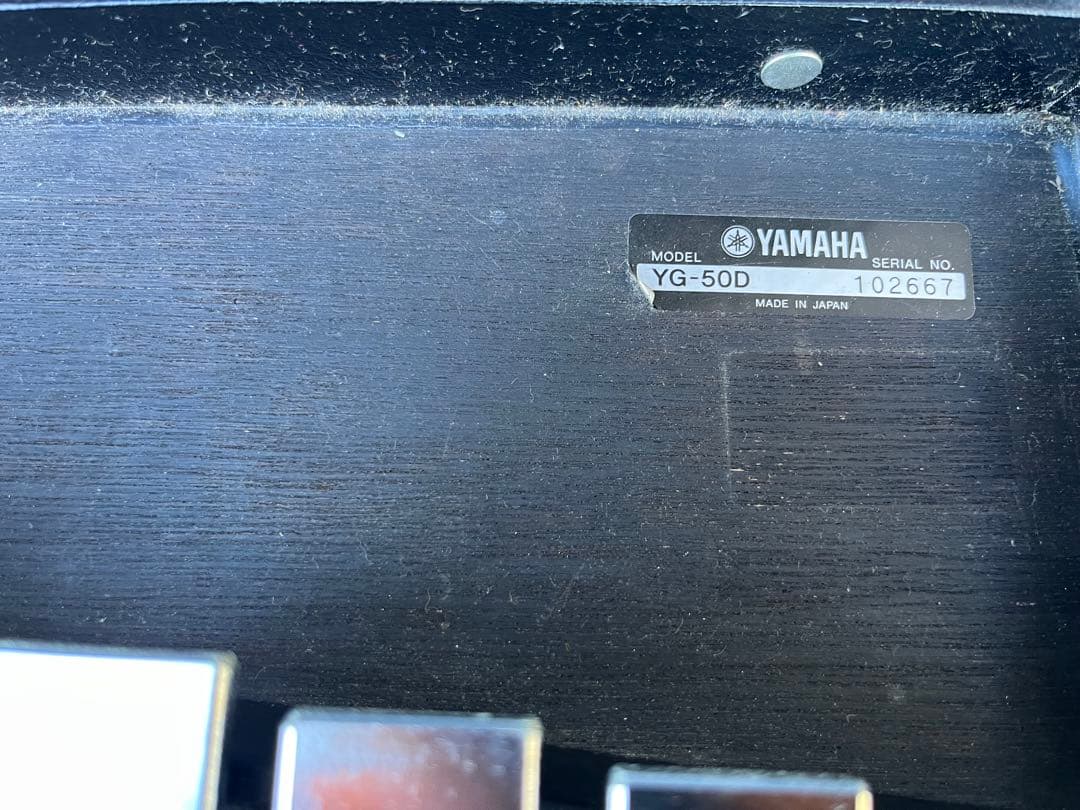 YAMAHA
MODEL SERIAL NO.
YG-50D 102667
MADE IN JAPAN